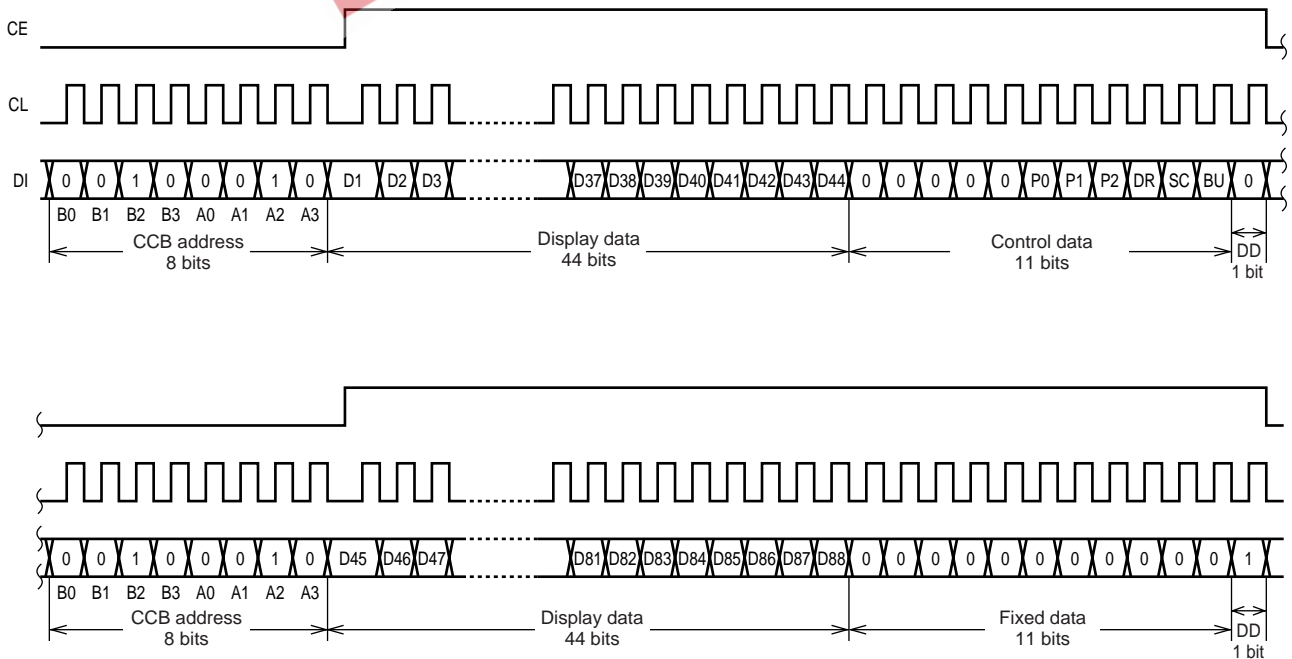 CE
CL
DI 0 0 1 0 0 0 1 0 D1 D2 D3 D37 D38 D39 D40 D41 D42 D43 D44 0 0 0 0 0 P0 P1 P2 DR SC BU 0
B0 B1 B2 B3 A0 A1 A2 A3
CCB address
8 bits
Display data
44 bits
Control data
11 bits
DD
1 bit
0 0 1 0 0 0 1 0 D45 D46 D47 D81 D82 D83 D84 D85 D86 D87 D88 0 0 0 0 0 0 0 0 0 0 0 1
B0 B1 B2 B3 A0 A1 A2 A3
CCB address
8 bits
Display data
44 bits
Fixed data
11 bits
DD
1 bit